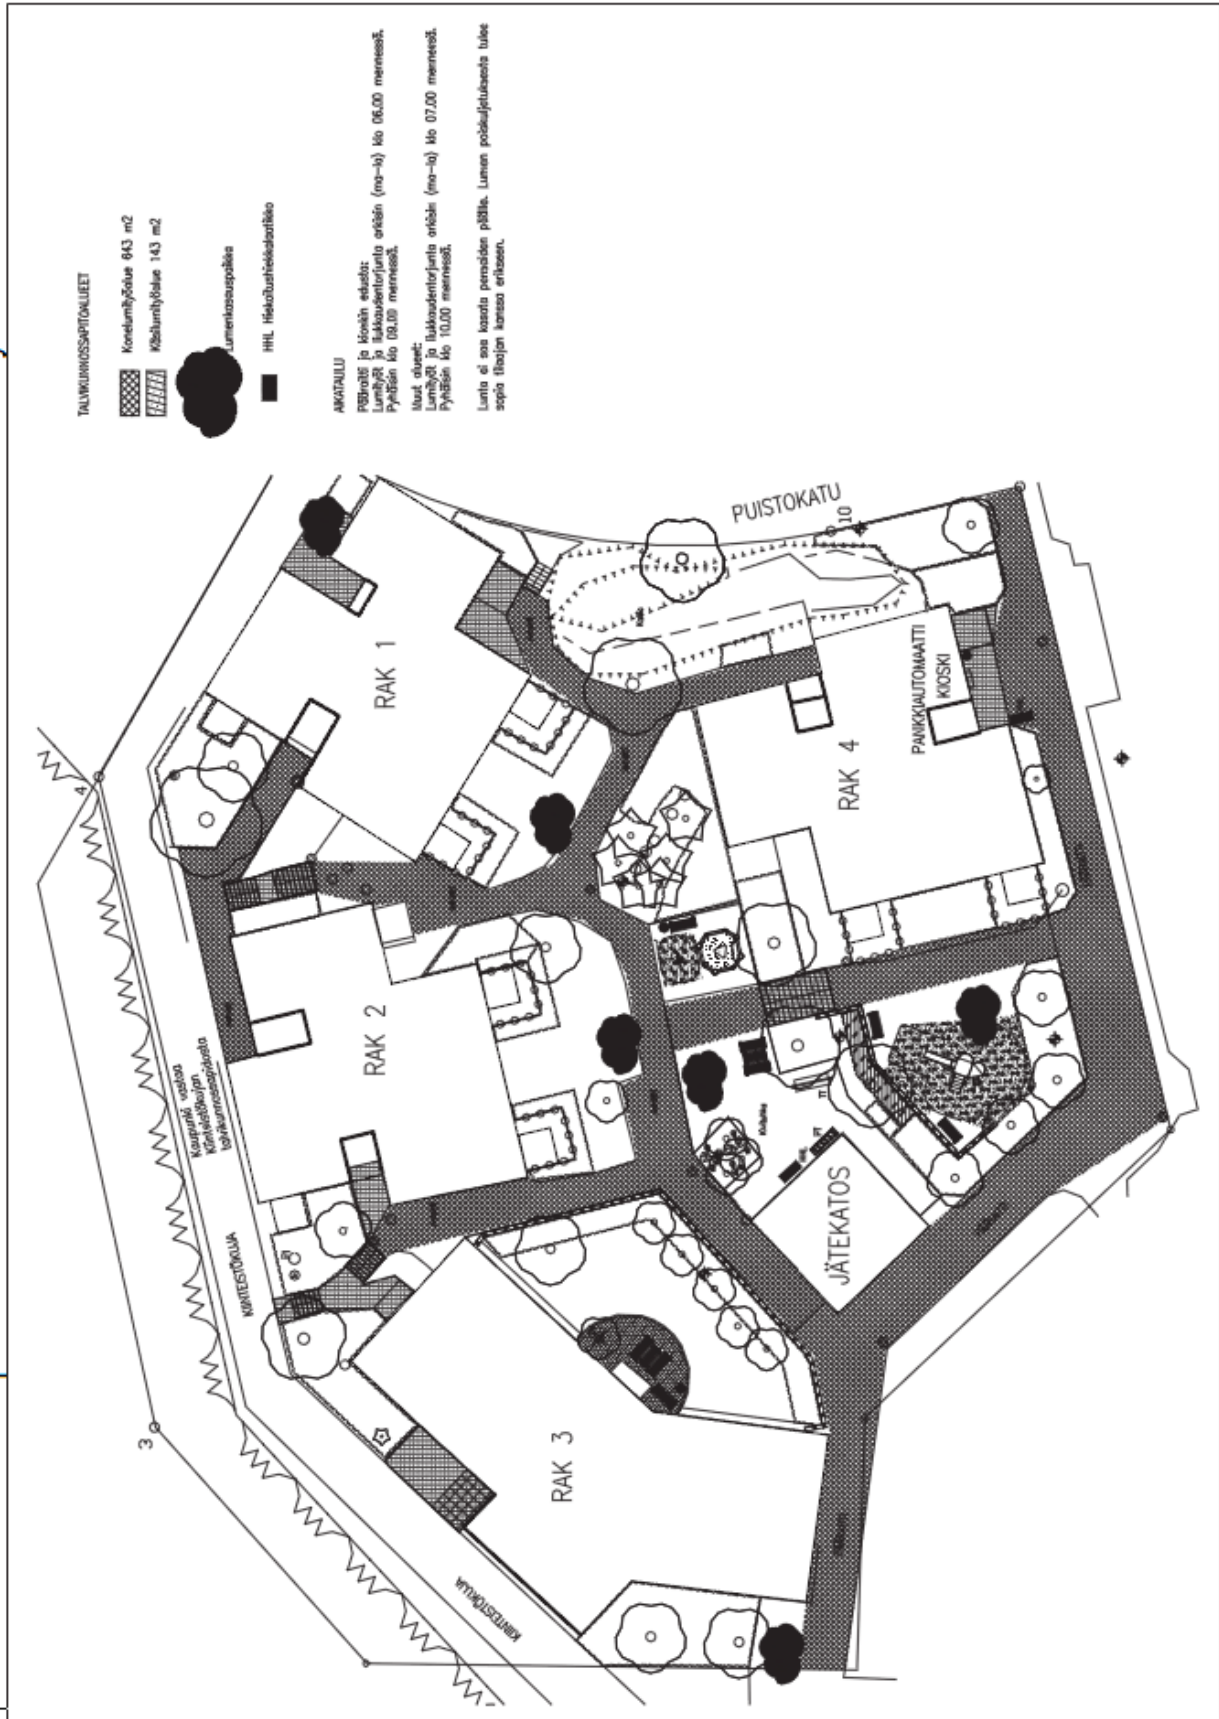 TALVIKUNNOSSAPITOALUEET
Konelumityöalue 643 m2
Käsilumityöalue 143 m2
Lumenkasauspaikka
HHL Hiekoitushiekkalaatikko
AIKATAULU
Pääraitti ja kioskin edusta:
Lumityöt ja liukkaudentorjunta arkisin (ma-la) klo 06.00 mennessä.
Pyhäisin klo 09.00 mennessä.
Muut alueet:
Lumityöt ja liukkaudentorjunta arkisin (ma-la) klo 07.00 mennessä.
Pyhäisin klo 10.00 mennessä.
Lunta ei saa kasata pensaiden päälle. Lumen poiskuljetuksesta tulee
sopia tilaajan kanssa erikseen.
PUISTOKATU
10
RAK 1
4
RAK 4
PANKKIAUTOMAATTI
KIOSKI
RAK 2
Kaupunki vastaa
Kiinteistökujan
talvikunnossapidosta
KIINTEISTÖKUJA
JÄTEKATOS
HHL
PT
3
RAK 3
KIINTEISTÖKUJA